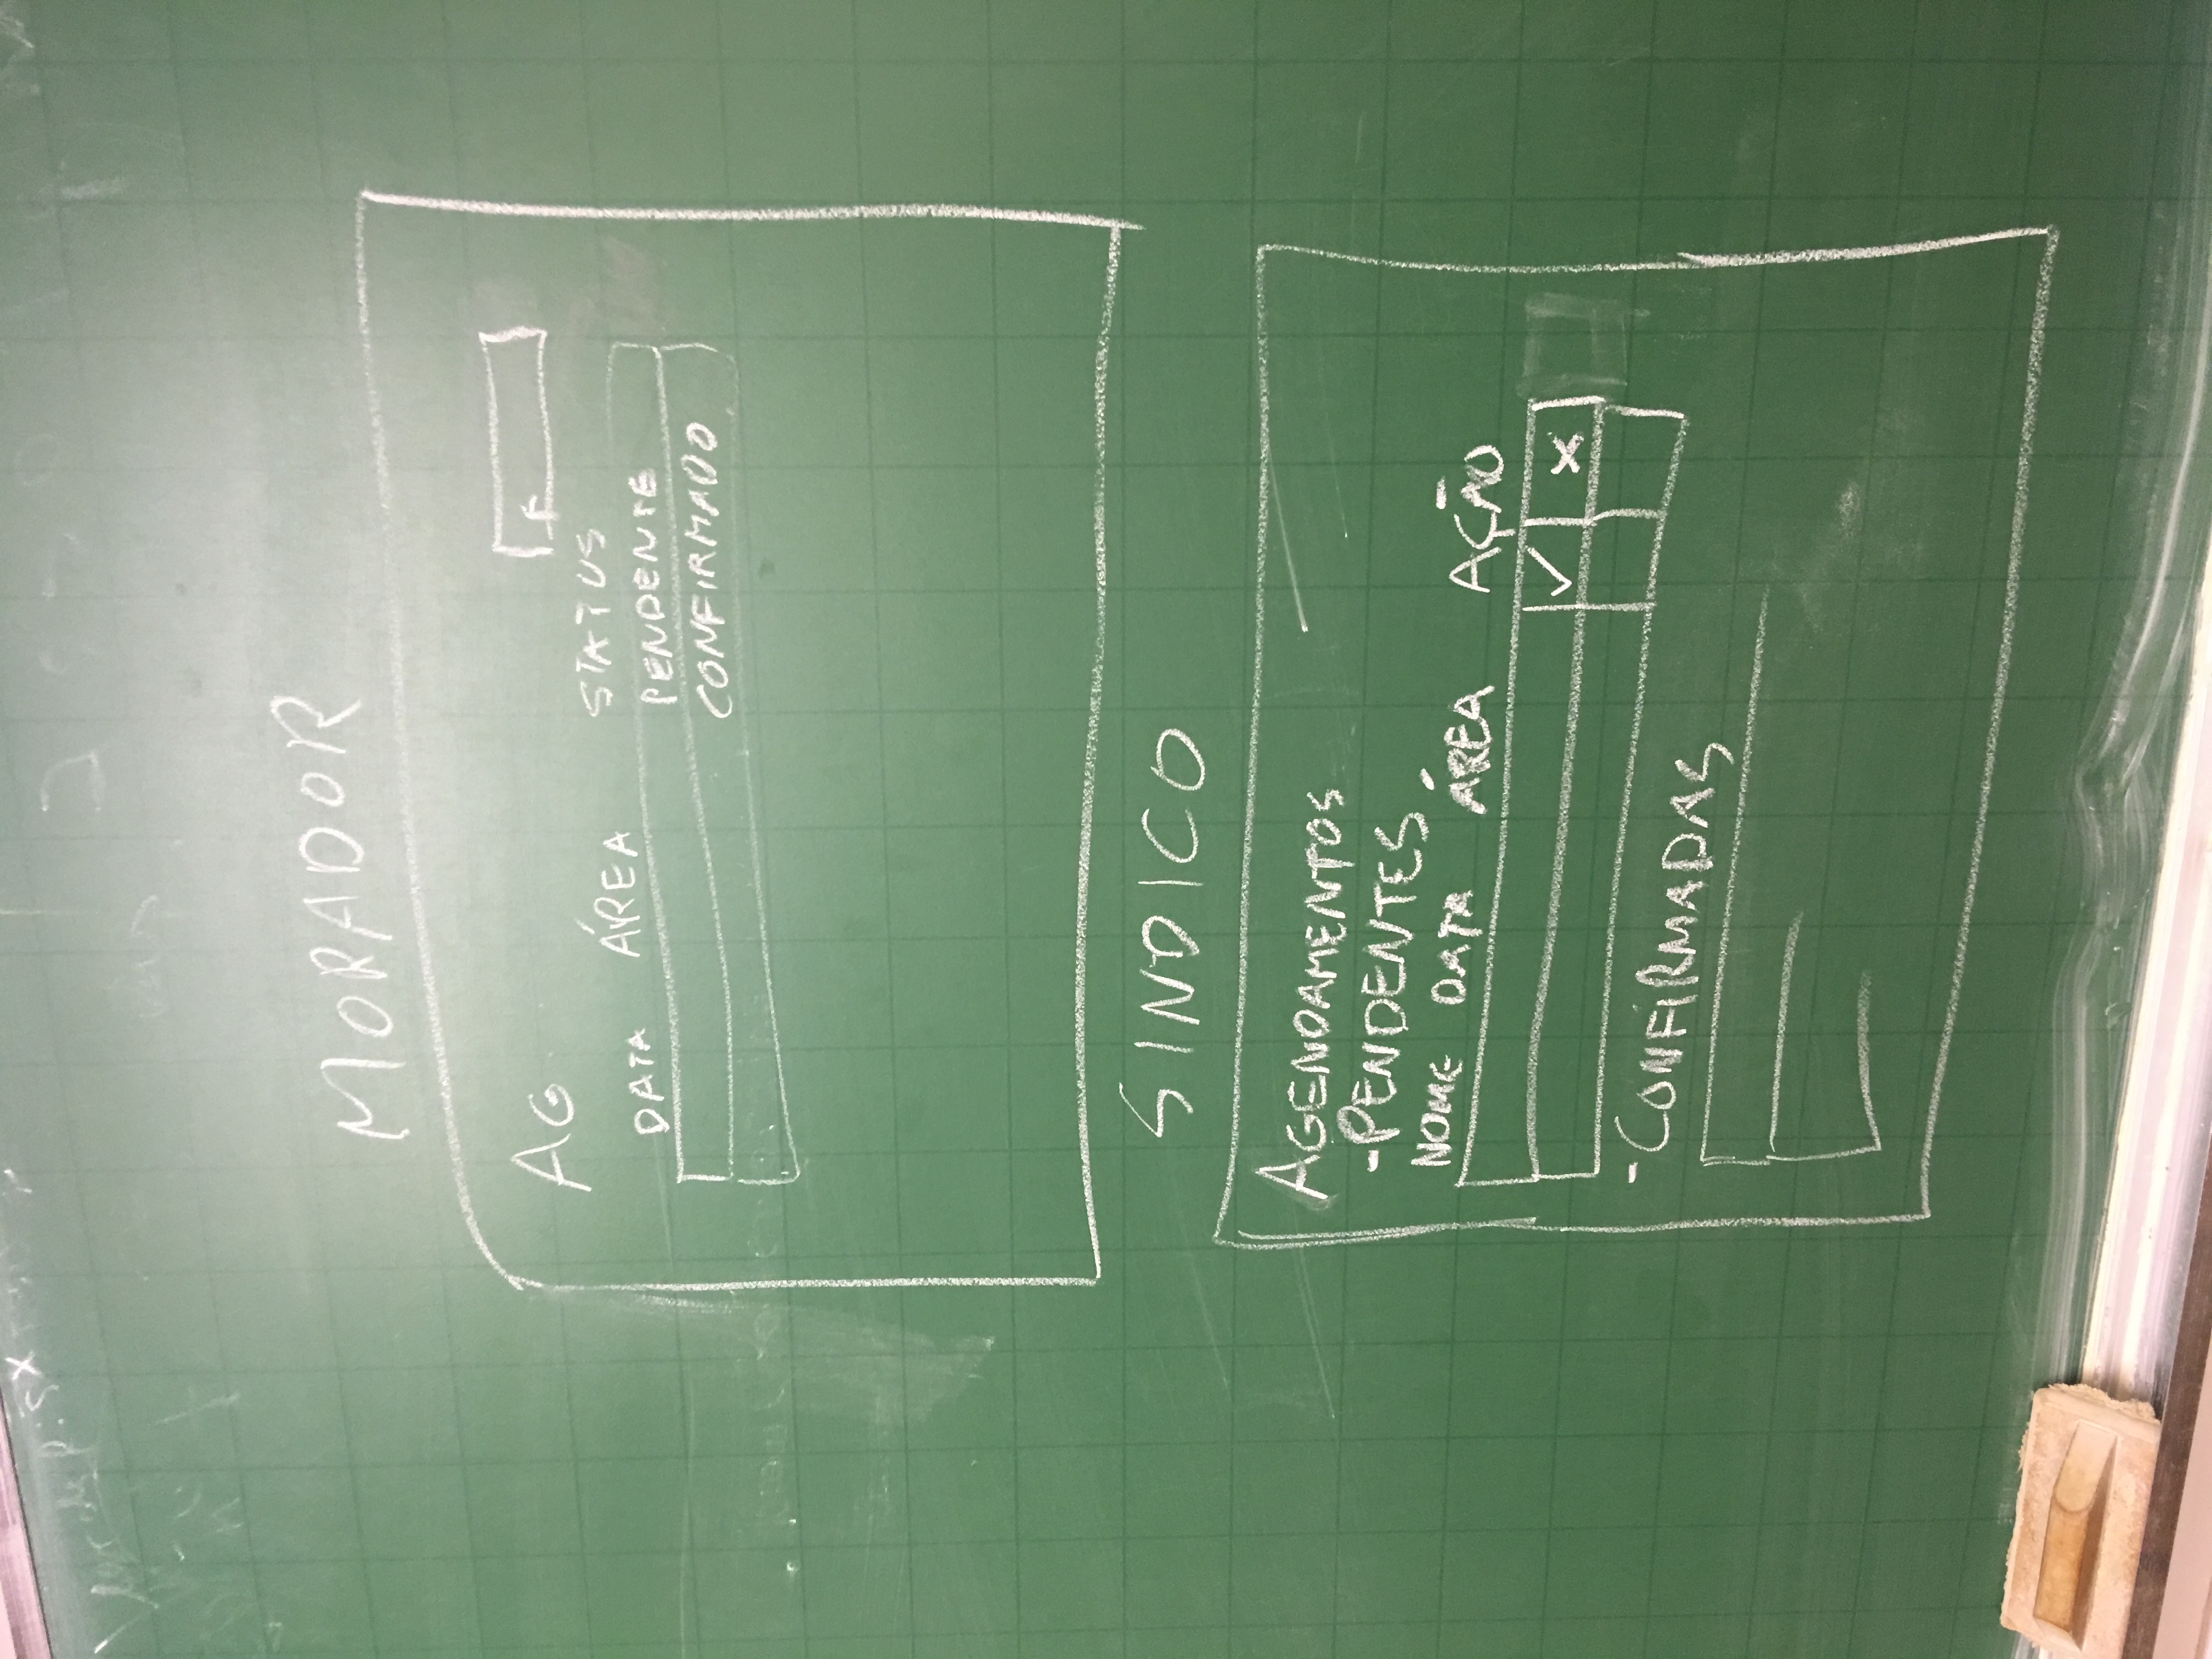 MORADOR
AG
+
DATA ÁREA STATUS
PENDENTE
CONFIRMADO
SINDICO
AGENDAMENTOS
-PENDENTES
NOME DATA ÁREA AÇÃO
✓ X
-CONFIRMADAS